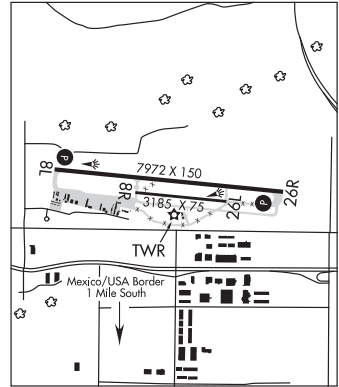 P
8L
7972 X 150
26R
8R
3185 X 75
26L
P
TWR
Mexico/USA Border
1 Mile South